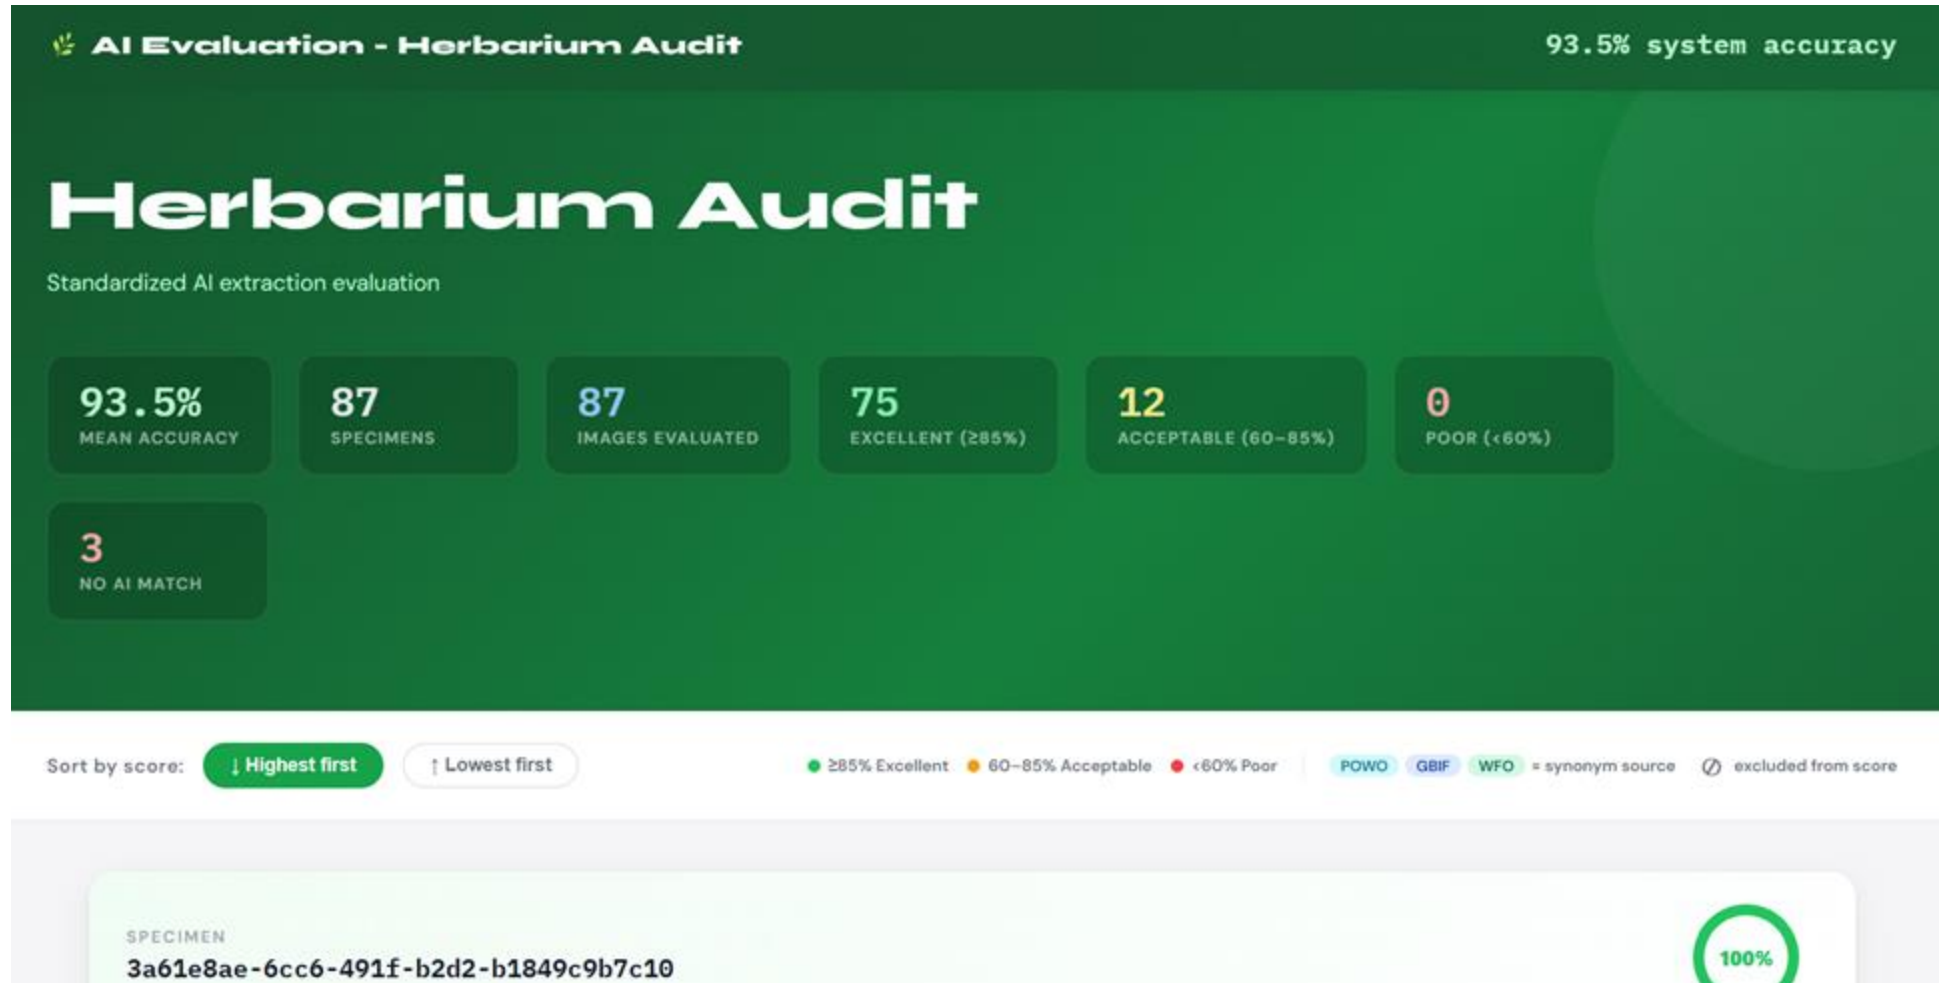 AI Evaluation - Herbarium Audit
93.5% system accuracy
Herbarium Audit
Standardized AI extraction evaluation
93.5%
MEAN ACCURACY
87
SPECIMENS
87
IMAGES EVALUATED
75
EXCELLENT (≥85%)
12
ACCEPTABLE (60–85%)
0
POOR (<60%)
3
NO AI MATCH
Sort by score:
↓ Highest first
↑ Lowest first
≥85% Excellent
60–85% Acceptable
<60% Poor
POWO GBIF WFO = synonym source
excluded from score
SPECIMEN
3a61e8ae-6cc6-491f-b2d2-b1849c9b7c10
100%